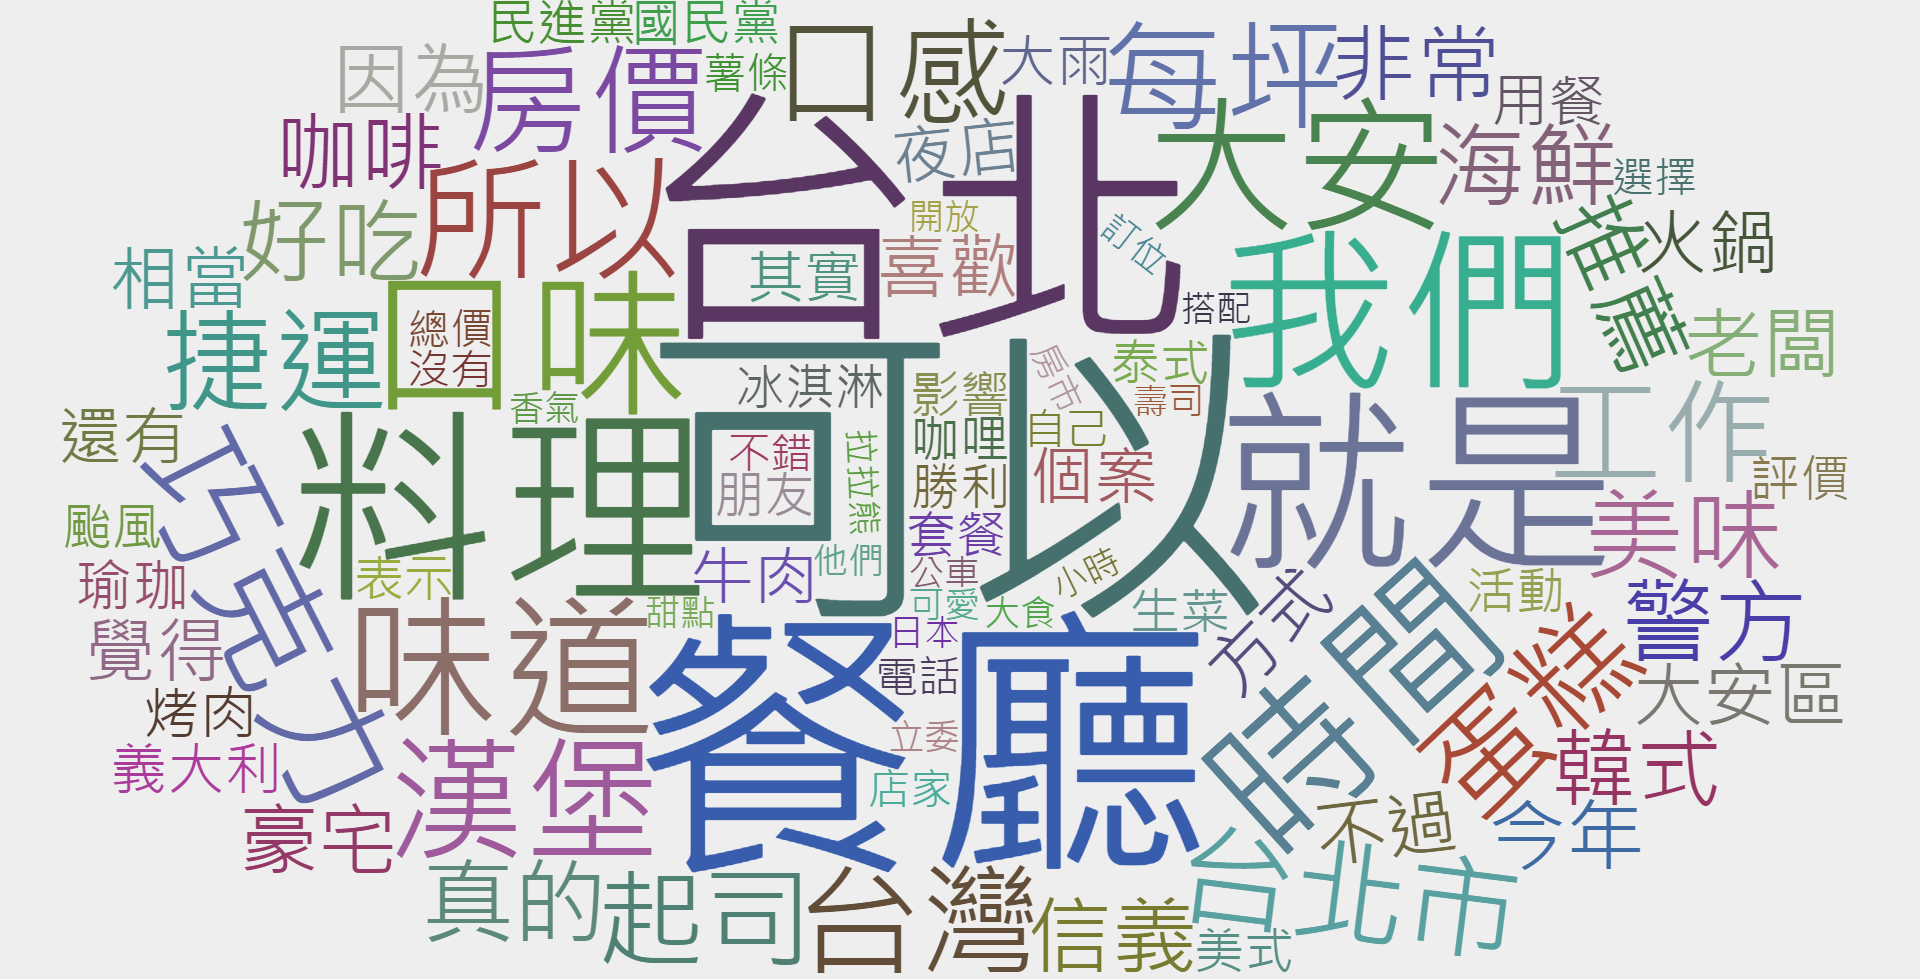 民進黨
國民黨
因為
房價
薯條
口感
大雨
每坪
非常
用餐
咖啡
台北
夜店
大安
海鮮
選擇
好吃
所以
開放
訂位
推薦
火鍋
相當
其實
喜歡
我們
搭配
老闆
捷運
口味
總價
沒有
可以
房市
泰式
壽司
冰淇淋
影響
自己
工作
還有
香氣
料理
不錯
朋友
拉拉熊
咖哩
勝利
個案
就是
評價
美味
颱風
巧克力
套餐
瑜珈
表示
牛肉
他們
公車
小時
可愛
大食
生菜
方式
時間
活動
警方
覺得
味道
甜點
餐廳
日本
電話
蛋糕
大安區
烤肉
義大利
漢堡
立委
店家
韓式
豪宅
不過
今年
真的
起司
台灣
信義
台北市
美式